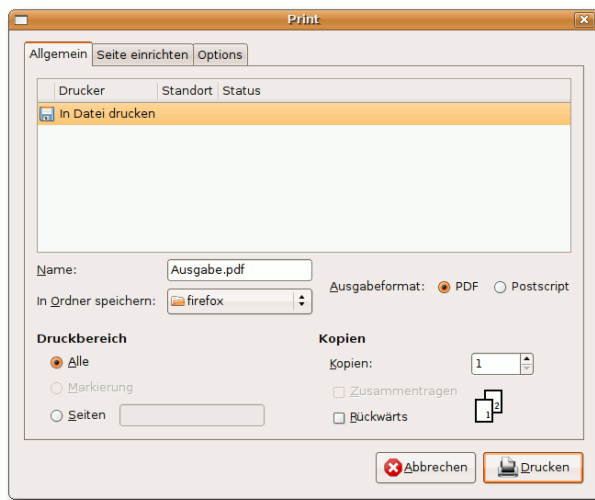 Print
Allgemein Seite einrichten Options
Drucker Standort Status
In Datei drucken
Name: Ausgabe.pdf
In Ordner speichern: firefox
Ausgabeformat: PDF Postscript
Druckbereich
Alle
Markierung
Seiten
Kopien
Kopien: 1
Zusammentragen
Rückwärts
1 2
Abbrechen Drucken